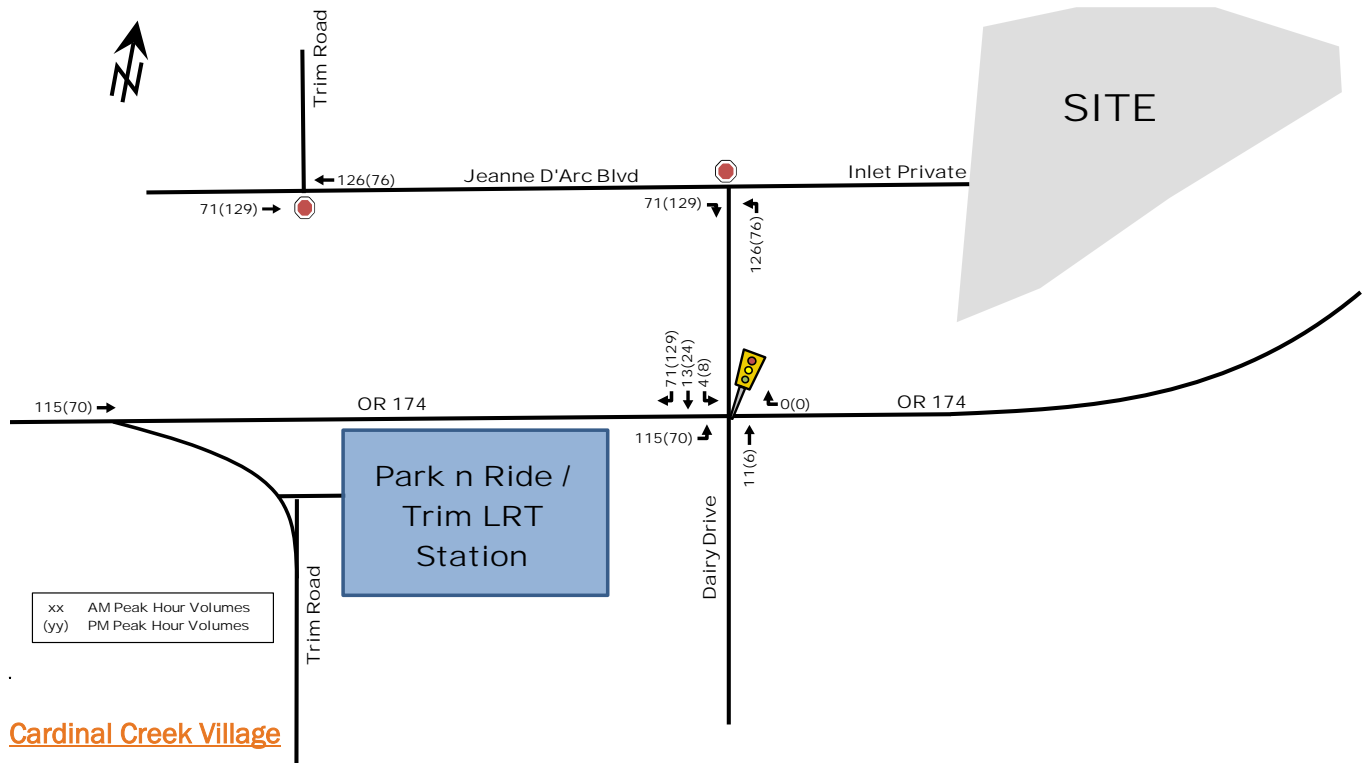 Trim Road
SITE
126(76)
Jeanne D'Arc Blvd
Inlet Private
71(129)
71(129)
126(76)
71(129)
13(24)
4(8)
0(0)
115(70)
OR 174
OR 174
115(70)
11(6)
Park n Ride /
Trim LRT
Station
Dairy Drive
Trim Road
xx AM Peak Hour Volumes
(yy) PM Peak Hour Volumes
.
Cardinal Creek Village